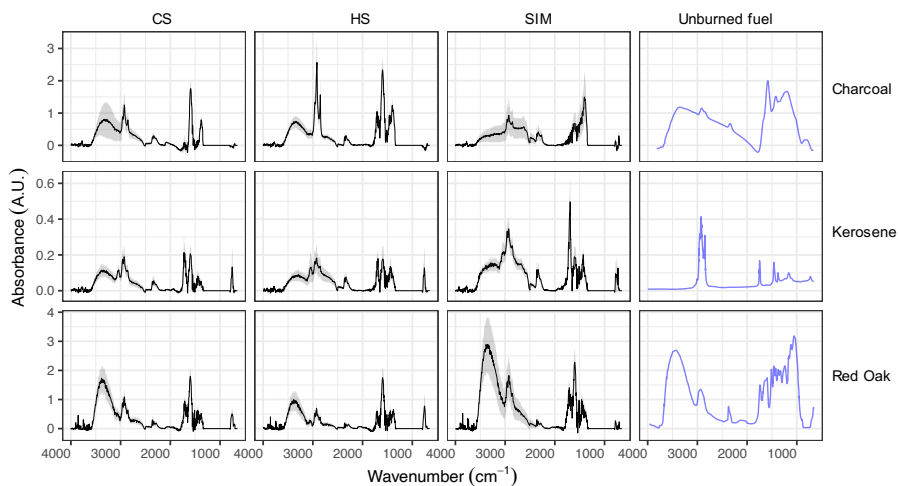 CS HS SIM Unburned fuel
3
2
1
0
Charcoal
0.6
0.4
0.2
0.0
Kerosene
4
3
2
1
0
Red Oak
4000 3000 2000 1000 4000 3000 2000 1000 4000 3000 2000 1000 4000 3000 2000 1000
Absorbance (A.U.)
Wavenumber (cm⁻¹)